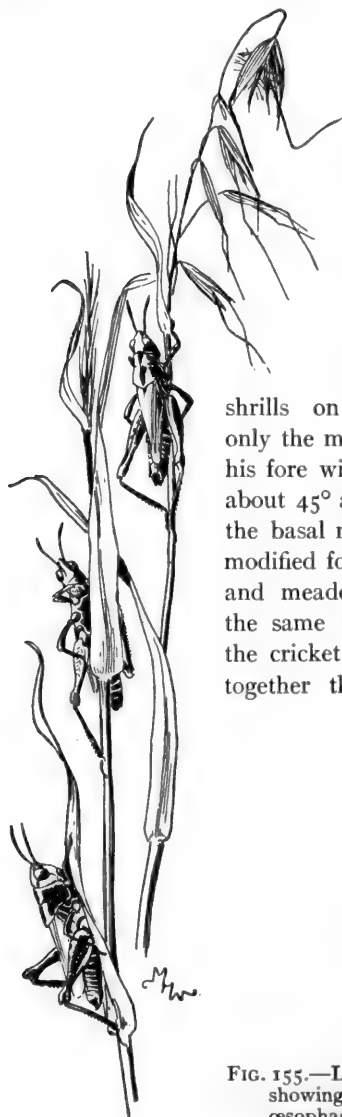 shrills on
only the m
his fore wi
about 45° a
the basal r
modified fo
and meade
the same
the cricket
together th
FIG. 155.—L
showing
œsophag